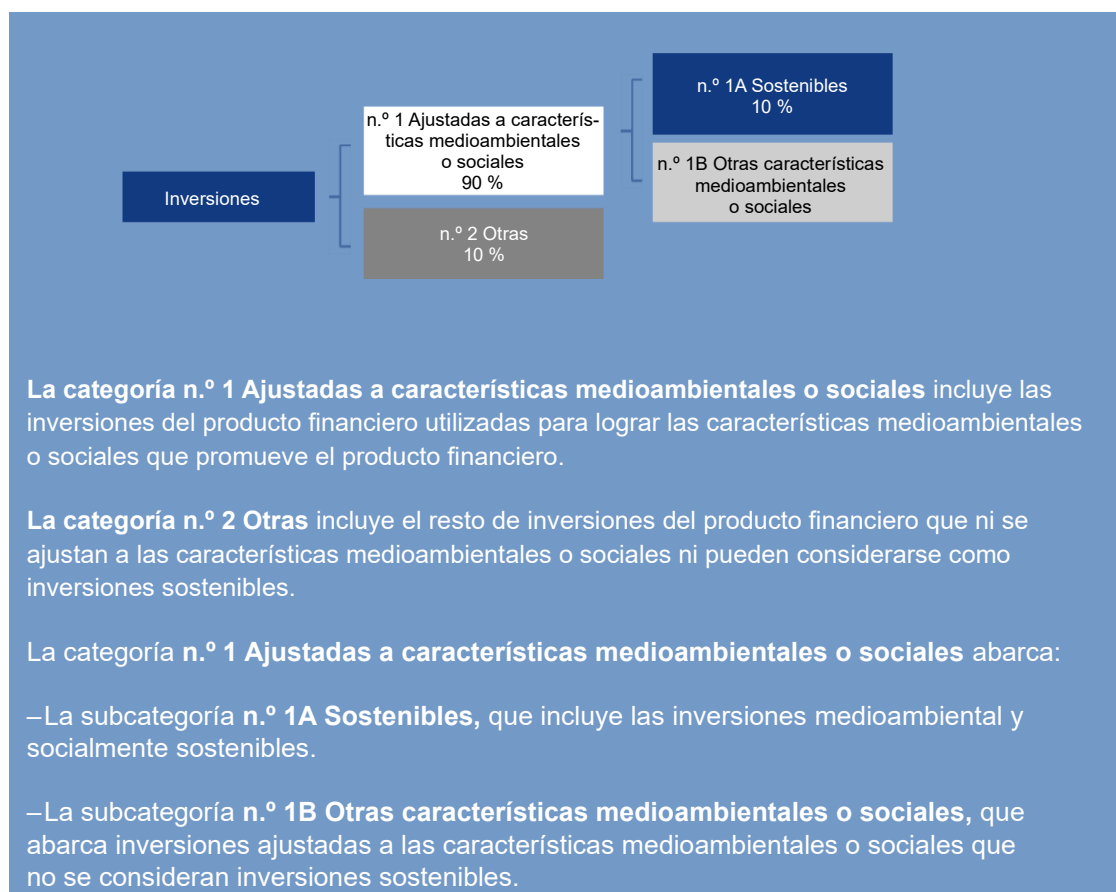 Inversiones
n.º 1 Ajustadas a caracterís-
ticas medioambientales
o sociales
90 %
n.º 2 Otras
10 %
n.º 1A Sostenibles
10 %
n.º 1B Otras características
medioambientales
o sociales
La categoría n.º 1 Ajustadas a características medioambientales o sociales incluye las
inversiones del producto financiero utilizadas para lograr las características medioambientales
o sociales que promueve el producto financiero.
La categoría n.º 2 Otras incluye el resto de inversiones del producto financiero que ni se
ajustan a las características medioambientales o sociales ni pueden considerarse como
inversiones sostenibles.
La categoría n.º 1 Ajustadas a características medioambientales o sociales abarca:
–La subcategoría n.º 1A Sostenibles, que incluye las inversiones medioambiental y
socialmente sostenibles.
–La subcategoría n.º 1B Otras características medioambientales o sociales, que
abarca inversiones ajustadas a las características medioambientales o sociales que
no se consideran inversiones sostenibles.